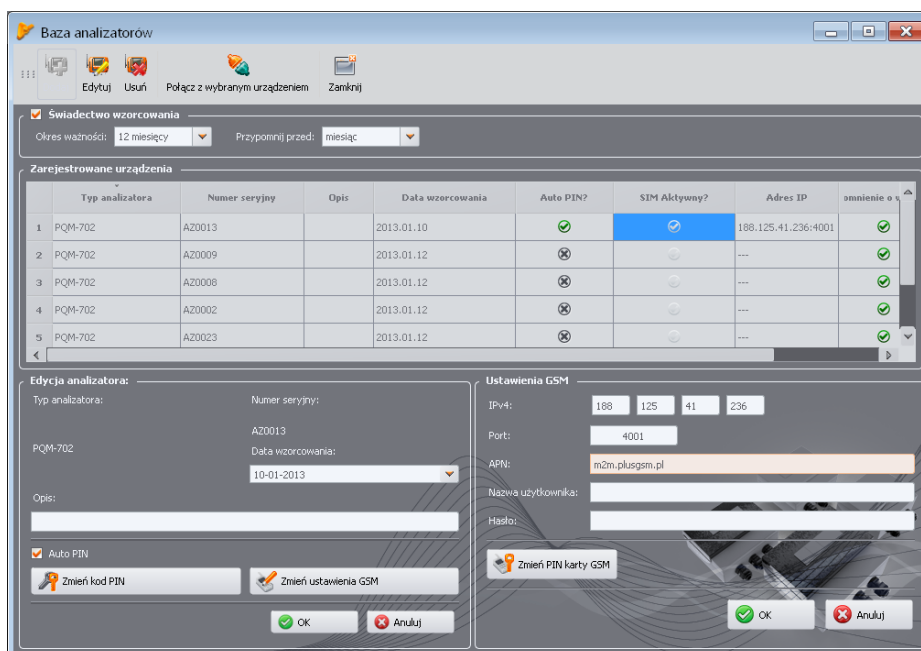 Baza analizatorów
Edytuj Usuń Połącz z wybranym urządzeniem Zamknij
Świadectwo wzorcowania
Okres ważności: 12 miesięcy Przypomnij przed: miesiąc
Zarejestrowane urządzenia
Typ analizatora Numer seryjny Opis Data wzorcowania Auto PIN? SIM Aktywny? Adres IP omnienie o
1 PQM-702 AZ0013 2013.01.10 188.125.41.236:4001
2 PQM-702 AZ0009 2013.01.12 ---
3 PQM-702 AZ0008 2013.01.12 ---
4 PQM-702 AZ0002 2013.01.12 ---
5 PQM-702 AZ0023 2013.01.12 ---
Edycja analizatora:
Typ analizatora: Numer seryjny:
AZ0013
PQM-702
Data wzorcowania:
10-01-2013
Opis:
Auto PIN
Zmień kod PIN Zmień ustawienia GSM
OK Anuluj
Ustawienia GSM
IPv4: 188 125 41 236
Port: 4001
APN: m2m.plusgsm.pl
Nazwa użytkownika:
Hasło:
Zmień PIN karty GSM
OK Anuluj